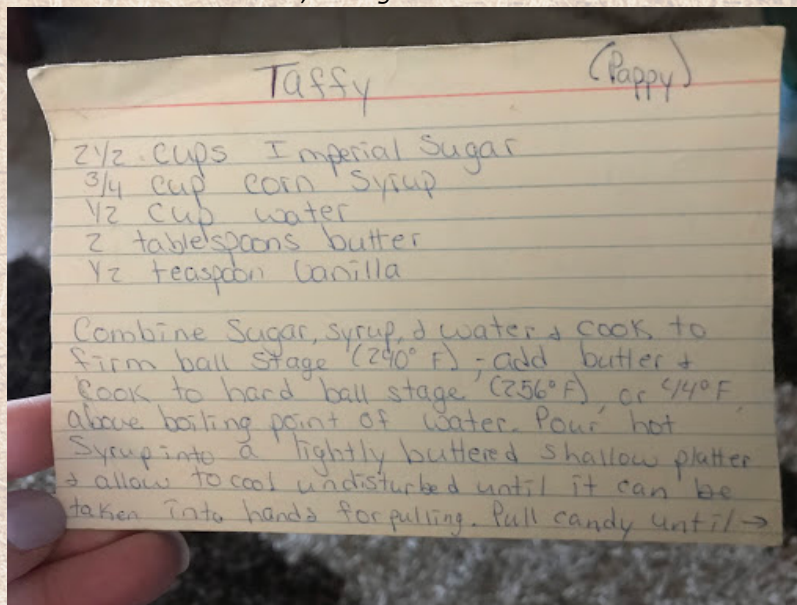 Taffy (Pappy)
2 1/2 cups Imperial Sugar
3/4 cup corn Syrup
1/2 cup water
2 tablespoons butter
1/2 teaspoon Vanilla
Combine Sugar, syrup, & water & cook to
firm ball stage (240° F); add butter &
cook to hard ball stage (256° F), or 44° F
above boiling point of water. Pour hot
Syrup into a lightly buttered shallow platter
& allow to cool undisturbed until it can be
taken into hands for pulling. Pull candy until →